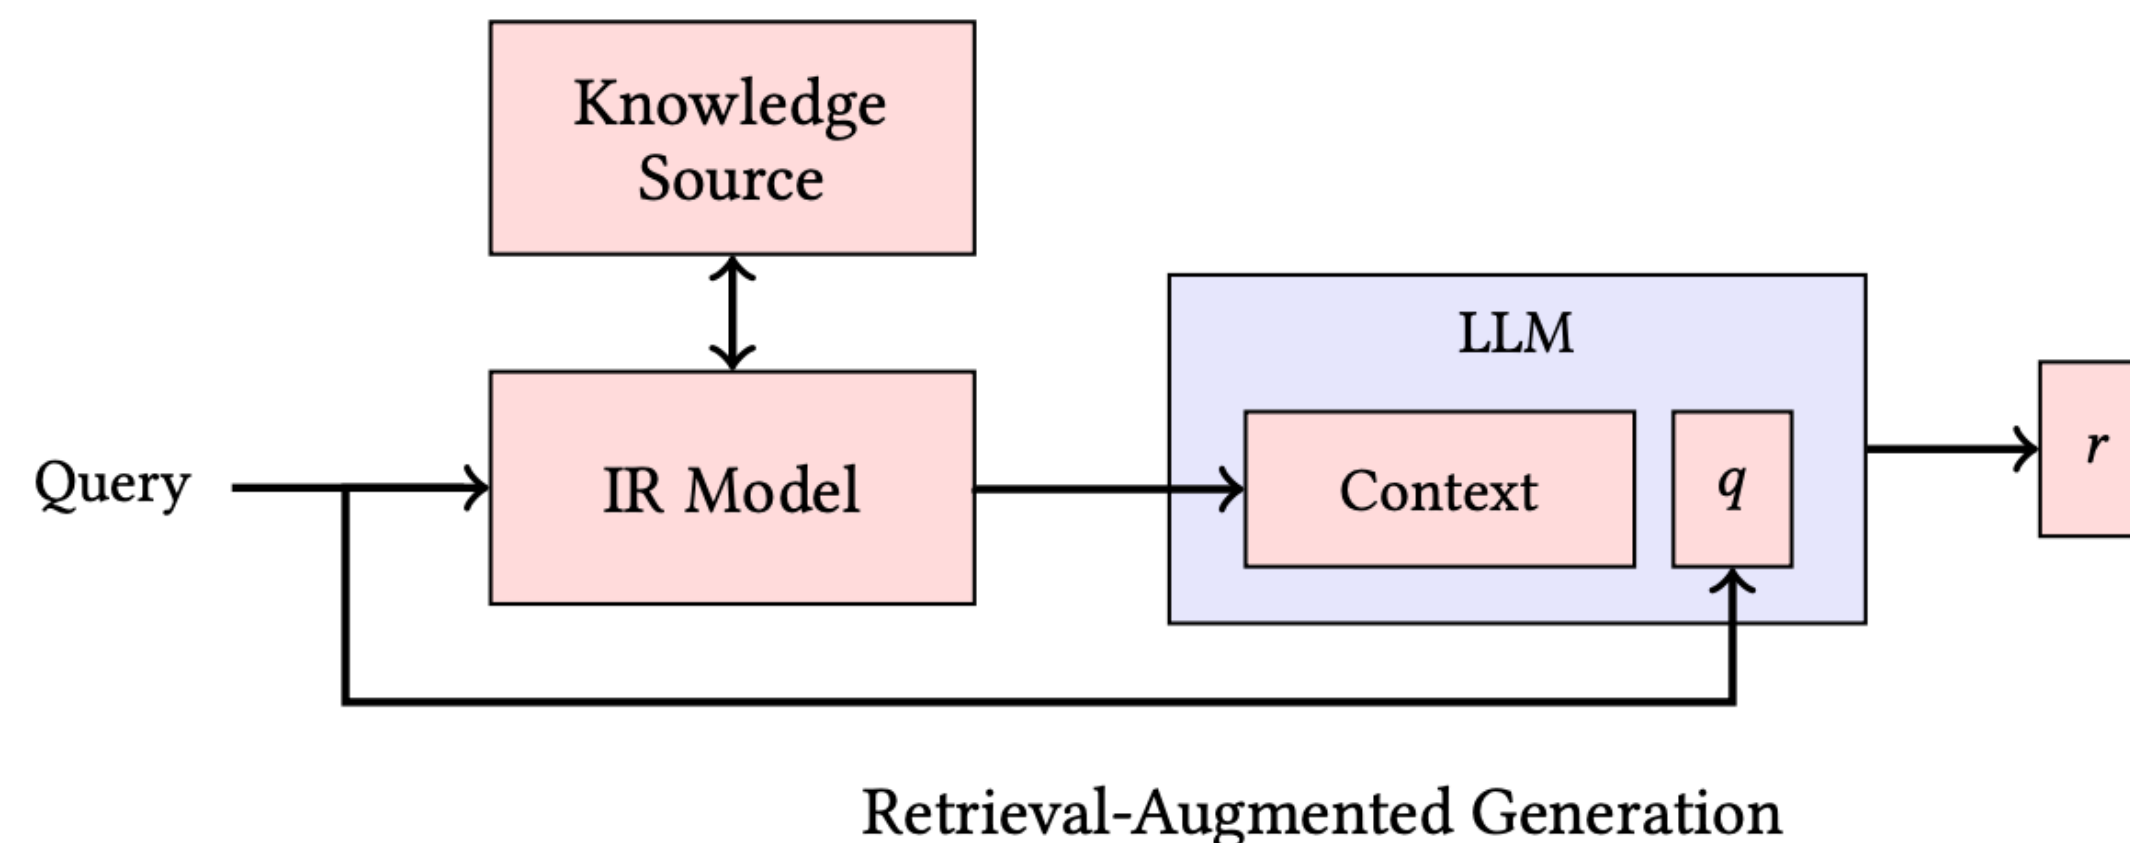 Knowledge
Source
LLM
Query
IR Model
Context
q
r
Retrieval-Augmented Generation